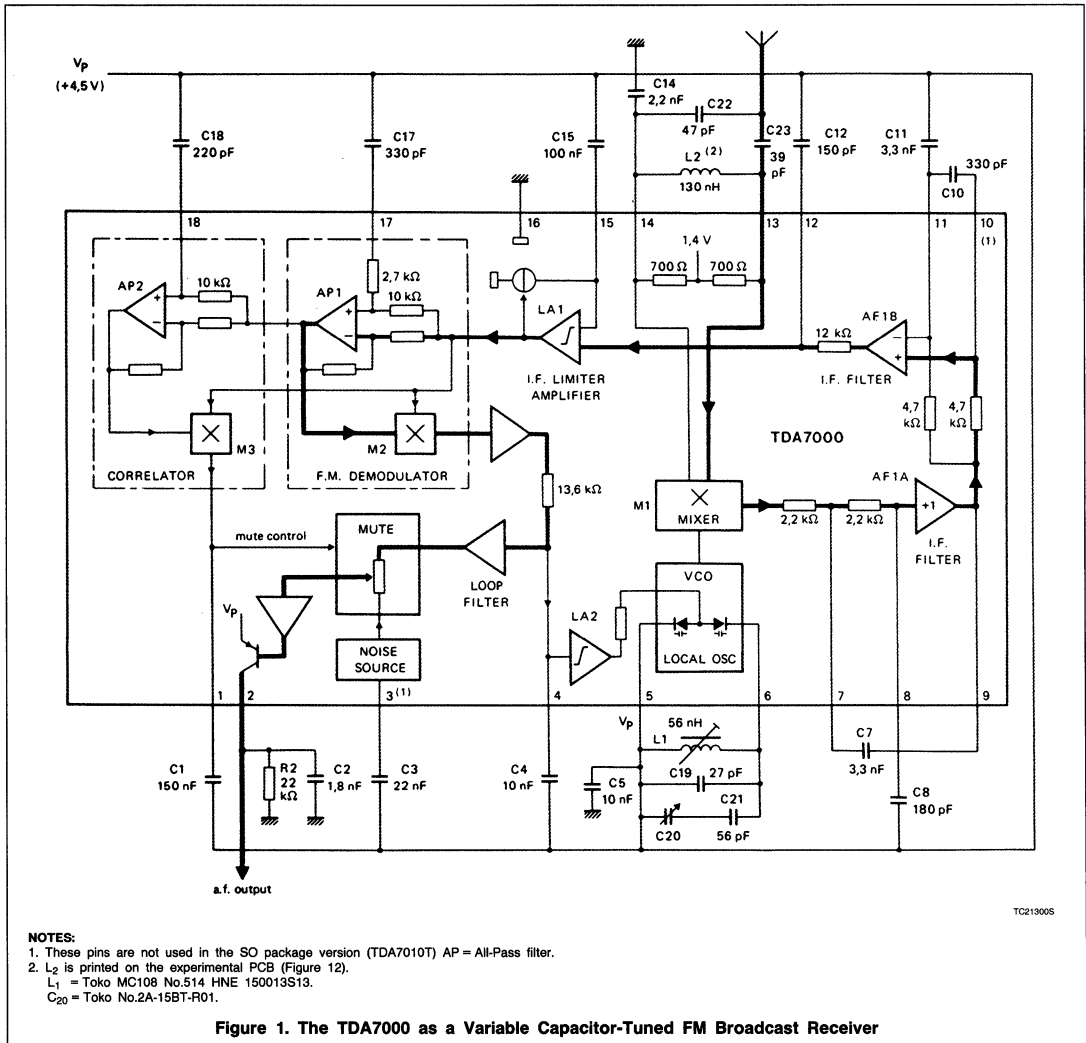 Vp
(+4,5 V)
C18
220 pF
C17
330 pF
C15
100 nF
C14
2,2 nF
C22
47 pF
L2 (2)
130 nH
C23
39
pF
C12
150 pF
C11
3,3 nF
330 pF
C10
18
17
16
15
14
13
12
11
10
(1)
AP2
10 kΩ
2,7 kΩ
AP1
10 kΩ
+
−
+
−
LA1
I.F. LIMITER
AMPLIFIER
1,4 V
700 Ω
700 Ω
12 kΩ
AF1B
−
+
I.F. FILTER
4,7
kΩ
4,7
kΩ
TDA7000
M3
CORRELATOR
M2
F.M. DEMODULATOR
13,6 kΩ
M1
MIXER
2,2 kΩ
2,2 kΩ
AF1A
+1
I.F.
FILTER
mute control
MUTE
LOOP
FILTER
VCO
LOCAL OSC
LA2
Vp
NOISE
SOURCE
1
2
3 (1)
4
5
6
7
8
9
C1
150 nF
R2
22
kΩ
C2
1,8 nF
C3
22 nF
C4
10 nF
Vp
56 nH
L1
C5
10 nF
C19
27 pF
C20
C21
56 pF
C7
3,3 nF
C8
180 pF
a.f. output
TC21300S
NOTES:
1. These pins are not used in the SO package version (TDA7010T) AP = All-Pass filter.
2. L2 is printed on the experimental PCB (Figure 12).
L1 = Toko MC108 No.514 HNE 150013S13.
C20 = Toko No.2A-15BT-R01.
Figure 1. The TDA7000 as a Variable Capacitor-Tuned FM Broadcast Receiver